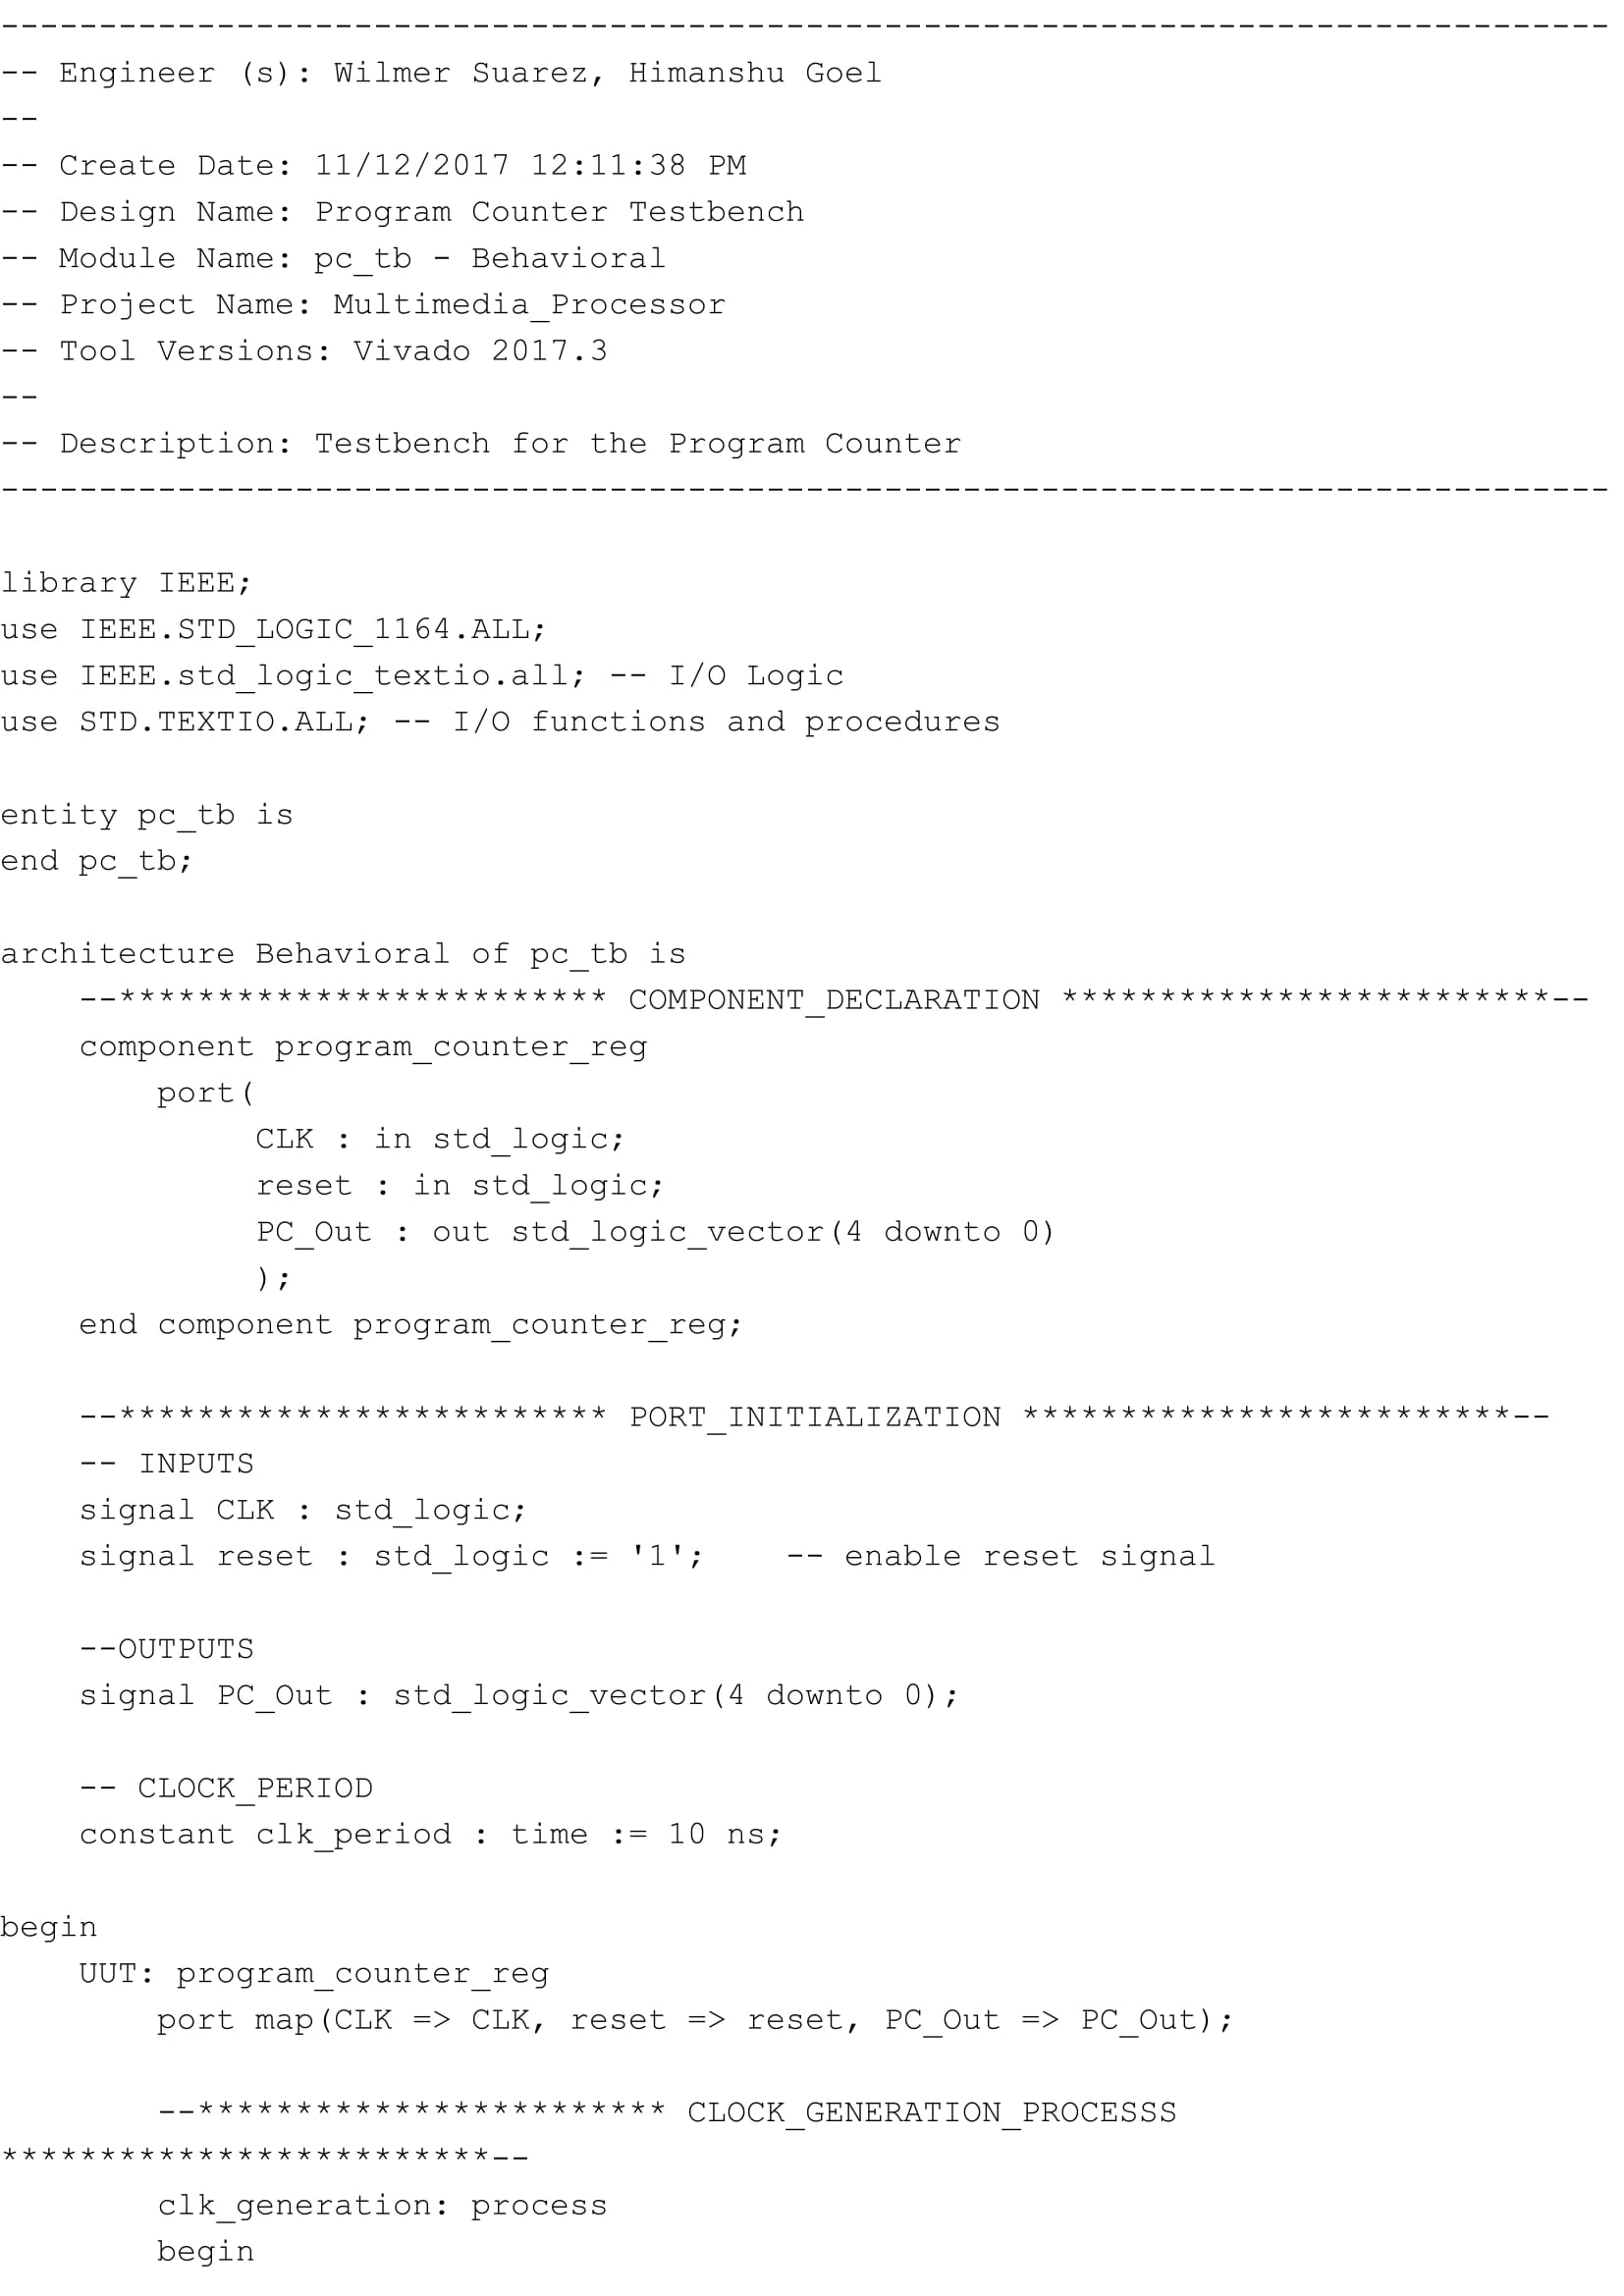 ----------------------------------------------------------------------------------
-- Engineer (s): Wilmer Suarez, Himanshu Goel
--
-- Create Date: 11/12/2017 12:11:38 PM
-- Design Name: Program Counter Testbench
-- Module Name: pc_tb - Behavioral
-- Project Name: Multimedia_Processor
-- Tool Versions: Vivado 2017.3
--
-- Description: Testbench for the Program Counter
----------------------------------------------------------------------------------

library IEEE;
use IEEE.STD_LOGIC_1164.ALL;
use IEEE.std_logic_textio.all; -- I/O Logic
use STD.TEXTIO.ALL; -- I/O functions and procedures

entity pc_tb is
end pc_tb;

architecture Behavioral of pc_tb is
    --************************* COMPONENT_DECLARATION *************************--
    component program_counter_reg
        port(
             CLK : in std_logic;
             reset : in std_logic;
             PC_Out : out std_logic_vector(4 downto 0)
             );
    end component program_counter_reg;

    --************************* PORT_INITIALIZATION *************************--
    -- INPUTS
    signal CLK : std_logic;
    signal reset : std_logic := '1';    -- enable reset signal

    --OUTPUTS
    signal PC_Out : std_logic_vector(4 downto 0);

    -- CLOCK_PERIOD
    constant clk_period : time := 10 ns;

begin
    UUT: program_counter_reg
        port map(CLK => CLK, reset => reset, PC_Out => PC_Out);

        --************************ CLOCK_GENERATION_PROCESSS
*************************--
        clk_generation: process
        begin